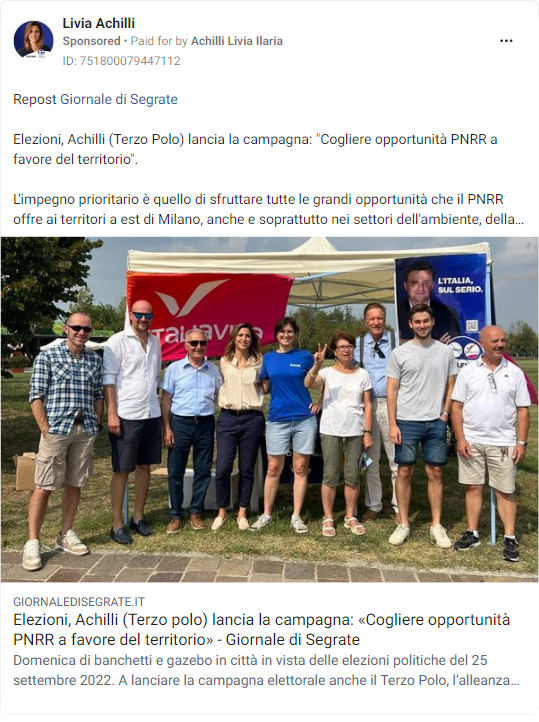 Livia Achilli
Sponsored • Paid for by Achilli Livia Ilaria
ID: 751800079447112
Repost Giornale di Segrate
Elezioni, Achilli (Terzo Polo) lancia la campagna: "Cogliere opportunità PNRR a
favore del territorio".
L'impegno prioritario è quello di sfruttare tutte le grandi opportunità che il PNRR
offre ai territori a est di Milano, anche e soprattutto nei settori dell'ambiente, della...
L'ITALIA,
SUL SERIO.
GIORNALEDISEGRATE.IT
Elezioni, Achilli (Terzo polo) lancia la campagna: «Cogliere opportunità
PNRR a favore del territorio» - Giornale di Segrate
Domenica di banchetti e gazebo in città in vista delle elezioni politiche del 25
settembre 2022. A lanciare la campagna elettorale anche il Terzo Polo, l'alleanza...